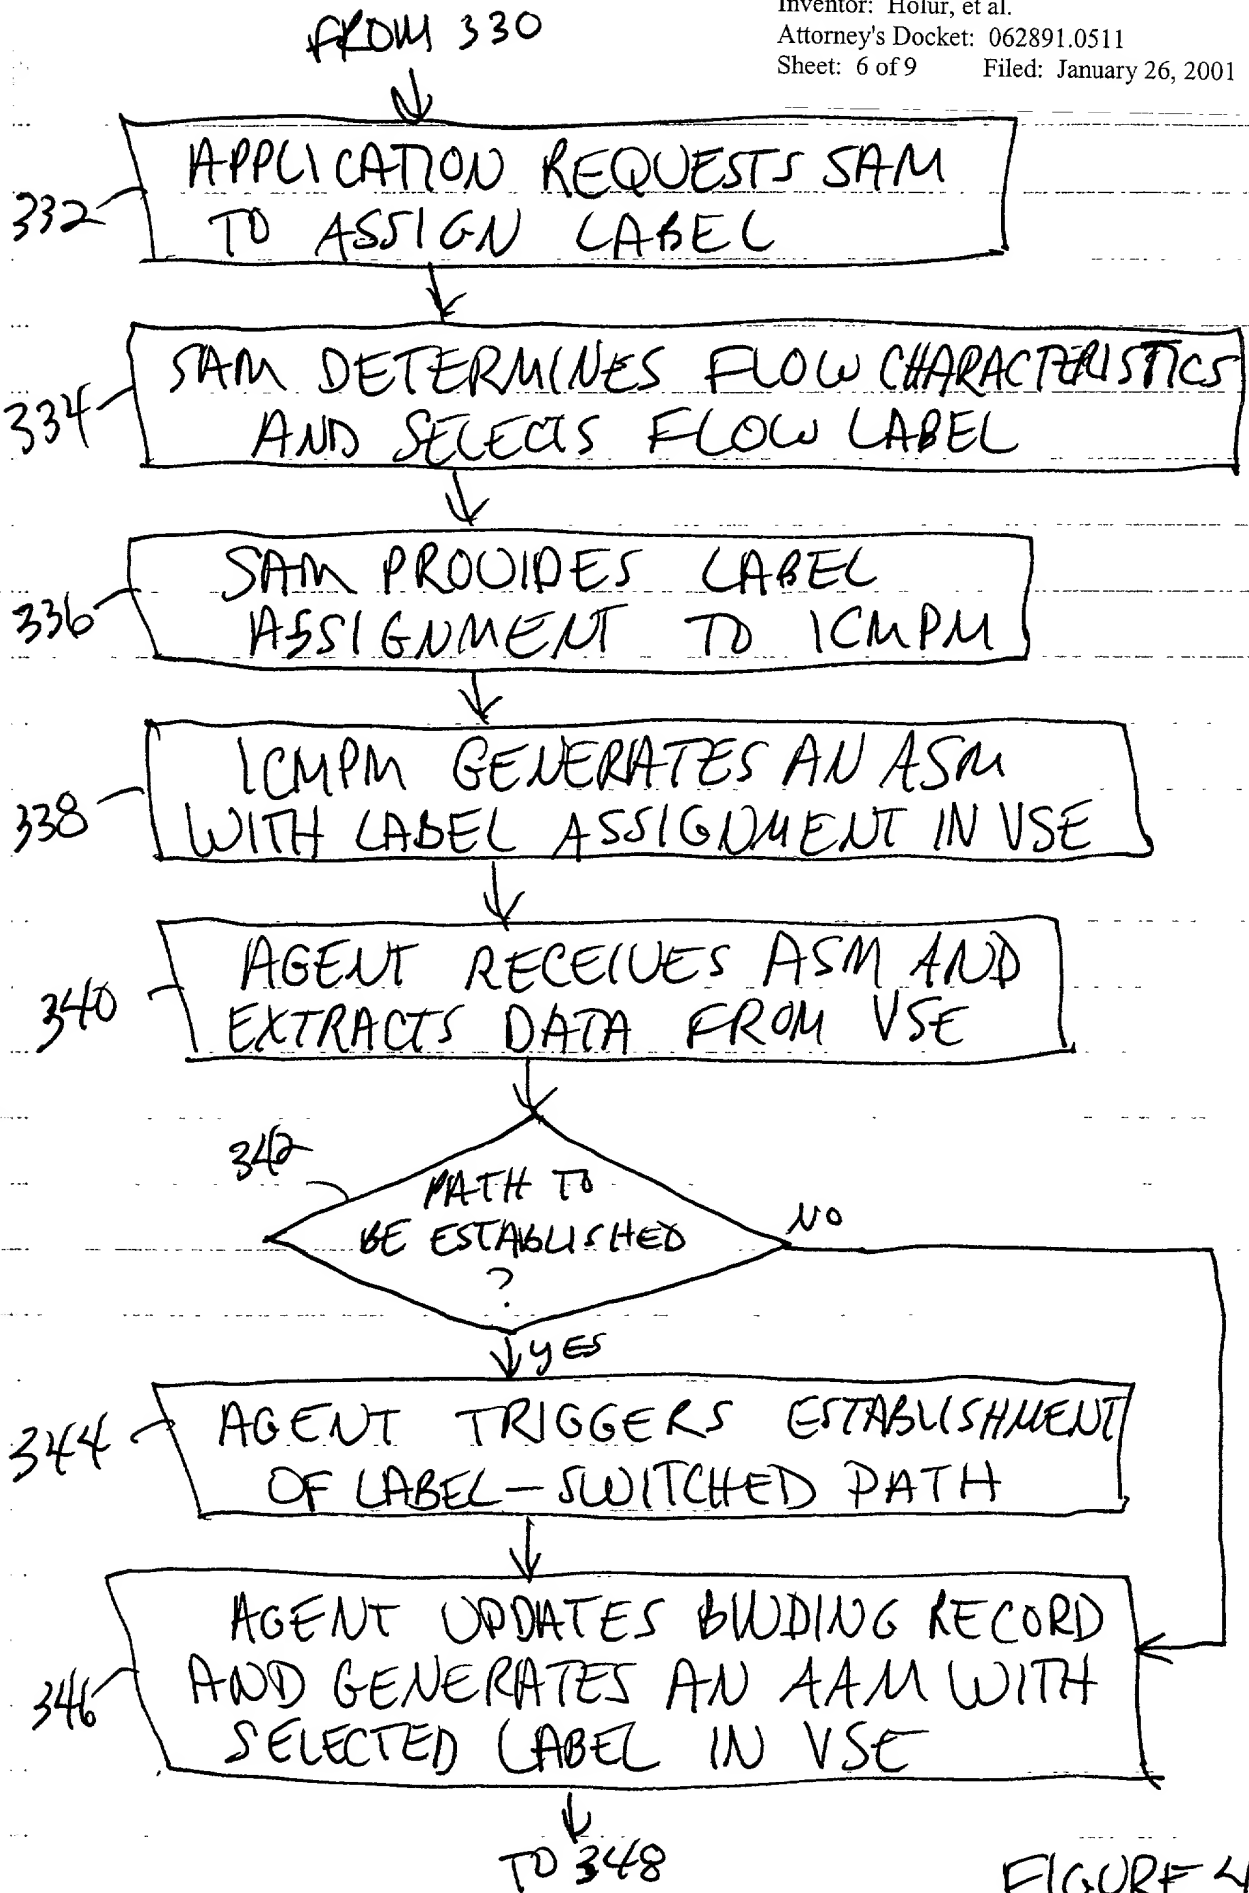 Inventor: Holur, et al.
Attorney's Docket: 062891.0511
Sheet: 6 of 9 Filed: January 26, 2001
FROM 330
332
APPLICATION REQUESTS SAM
TO ASSIGN LABEL
334
SAM DETERMINES FLOW CHARACTERISTICS
AND SELECTS FLOW LABEL
336
SAM PROVIDES LABEL
ASSIGNMENT TO ICMPM
338
ICMPM GENERATES AN ASM
WITH LABEL ASSIGNMENT IN VSE
340
AGENT RECEIVES ASM AND
EXTRACTS DATA FROM VSE
342
PATH TO
BE ESTABLISHED
?
NO
YES
344
AGENT TRIGGERS ESTABLISHMENT
OF LABEL-SWITCHED PATH
346
AGENT UPDATES BINDING RECORD
AND GENERATES AN AAM WITH
SELECTED LABEL IN VSE
TO 348
FIGURE